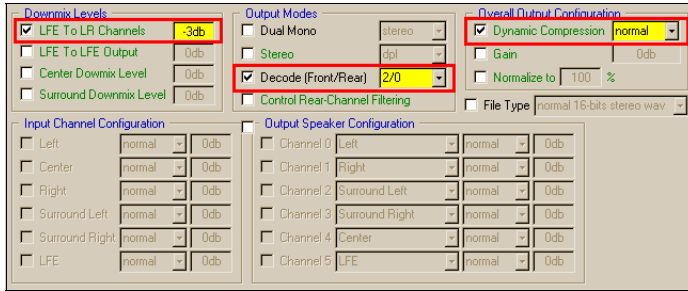 Downmix Levels
LFE To LR Channels -3db
LFE To LFE Output 0db
Center Dowmix Level 0db
Surround Downmix Level 0db
Output Modes
Dual Mono stereo
Stereo dpl
Decode (Front/Rear) 2/0
Control Rear-Channel Filtering
Overall Output Configuration
Dynamic Compression normal
Gain 0db
Normalize to 100 %
File Type normal 16-bits stereo wav
Input Channel Configuration
Left normal 0db
Center normal 0db
Right normal 0db
Surround Left normal 0db
Surround Right normal 0db
LFE normal 0db
Output Speaker Configuration
Channel 0 Left normal 0db
Channel 1 Right normal 0db
Channel 2 Surround Left normal 0db
Channel 3 Surround Right normal 0db
Channel 4 Center normal 0db
Channel 5 LFE normal 0db